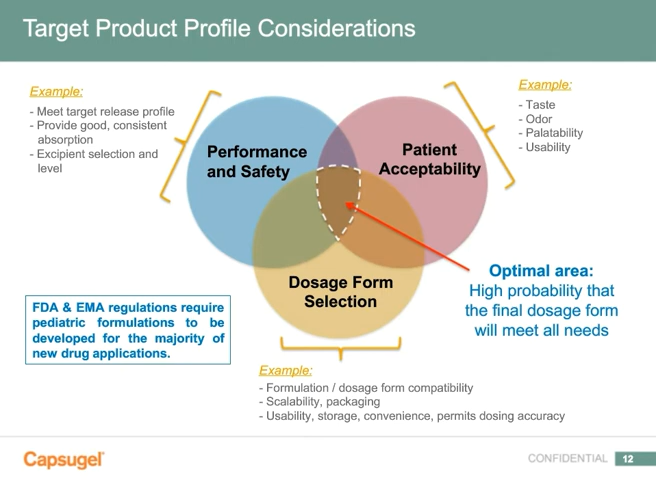 Target Product Profile Considerations
Example:
- Meet target release profile
- Provide good, consistent
absorption
- Excipient selection and
level
Example:
- Taste
- Odor
- Palatability
- Usability
Performance
and Safety
Patient
Acceptability
Dosage Form
Selection
Optimal area:
High probability that
the final dosage form
will meet all needs
FDA & EMA regulations require
pediatric formulations to be
developed for the majority of
new drug applications.
Example:
- Formulation / dosage form compatibility
- Scalability, packaging
- Usability, storage, convenience, permits dosing accuracy
Capsugel
CONFIDENTIAL 12